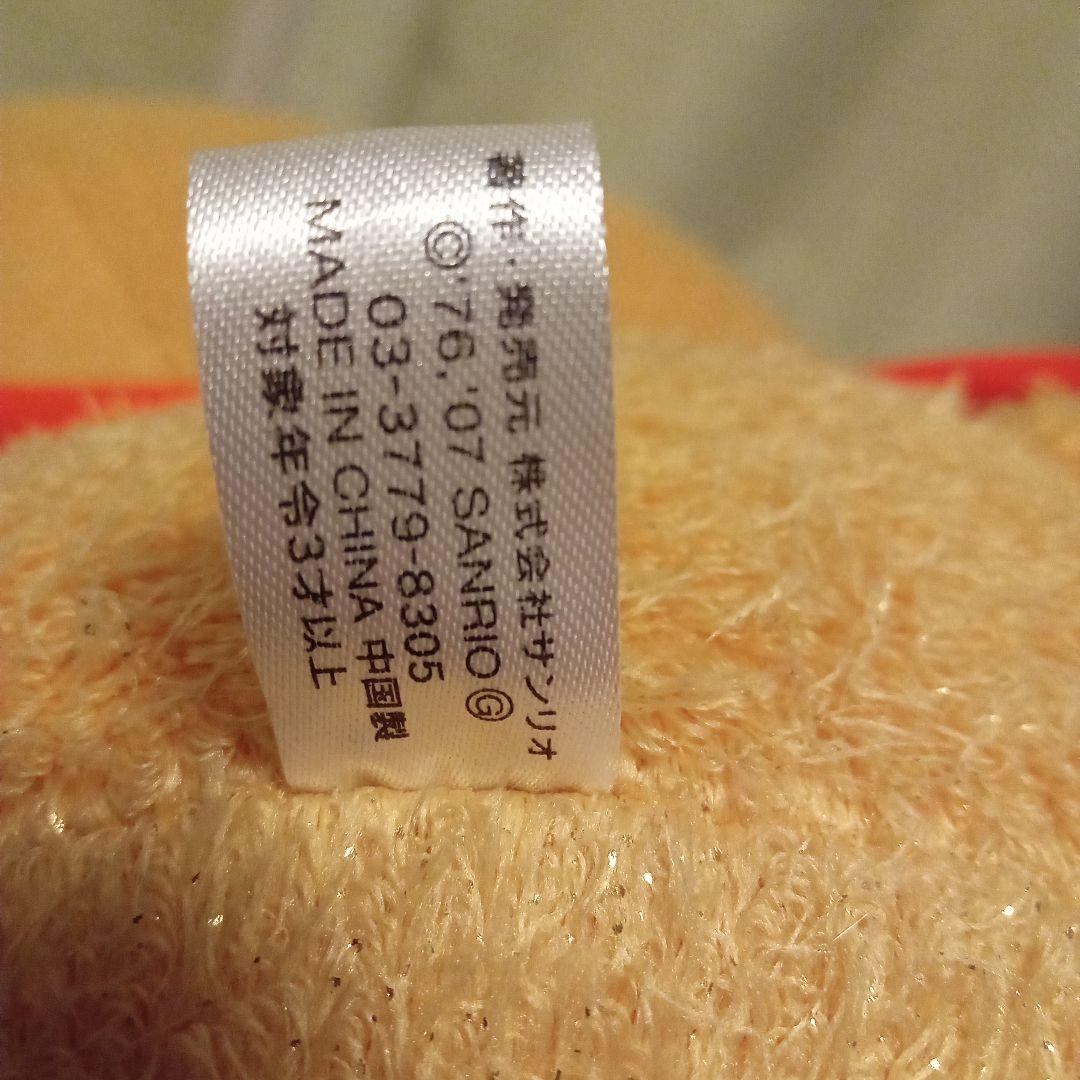 著作・発売元 株式会社サンリオ
©'76,'07 SANRIO Ⓖ
03-3779-8305
MADE IN CHINA 中国製
対象年令3才以上